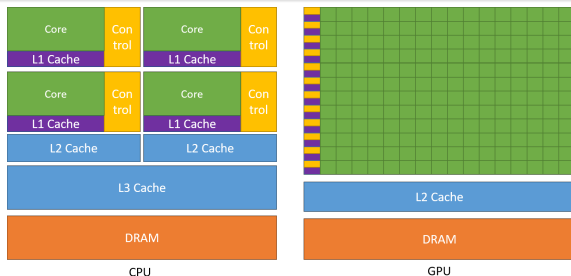 Core
Con
trol
L1 Cache
Core
Con
trol
L1 Cache
Core
Con
trol
L1 Cache
Core
Con
trol
L1 Cache
L2 Cache
L2 Cache
L3 Cache
DRAM
CPU
L2 Cache
DRAM
GPU